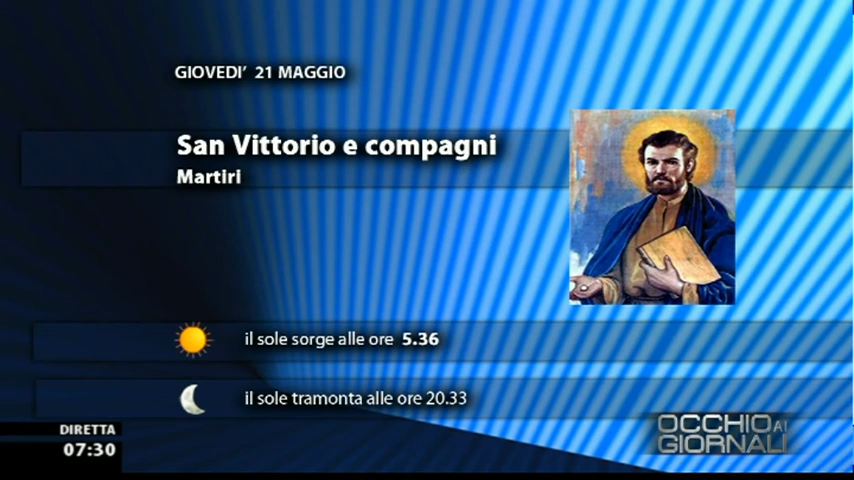 GIOVEDI' 21 MAGGIO
San Vittorio e compagni
Martiri
il sole sorge alle ore 5.36
il sole tramonta alle ore 20.33
DIRETTA
07:30
OCCHIO AI
GIORNALI